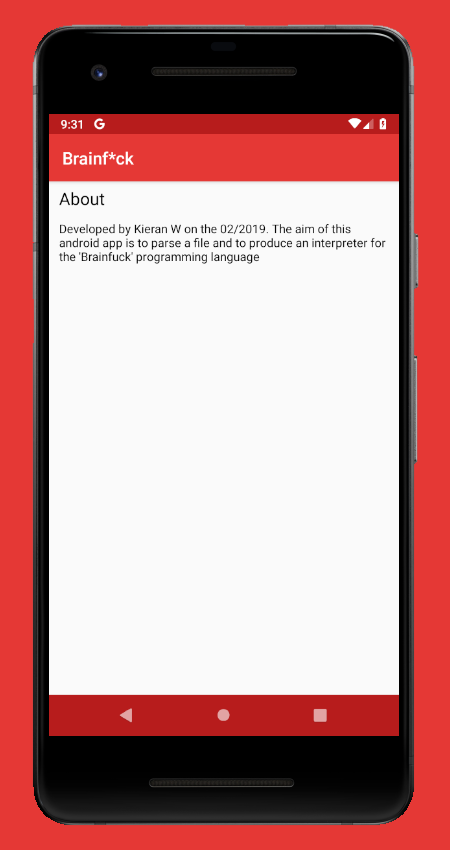 9:31
Brainf*ck
About
Developed by Kieran W on the 02/2019. The aim of this
android app is to parse a file and to produce an interpreter for
the 'Brainfuck' programming language